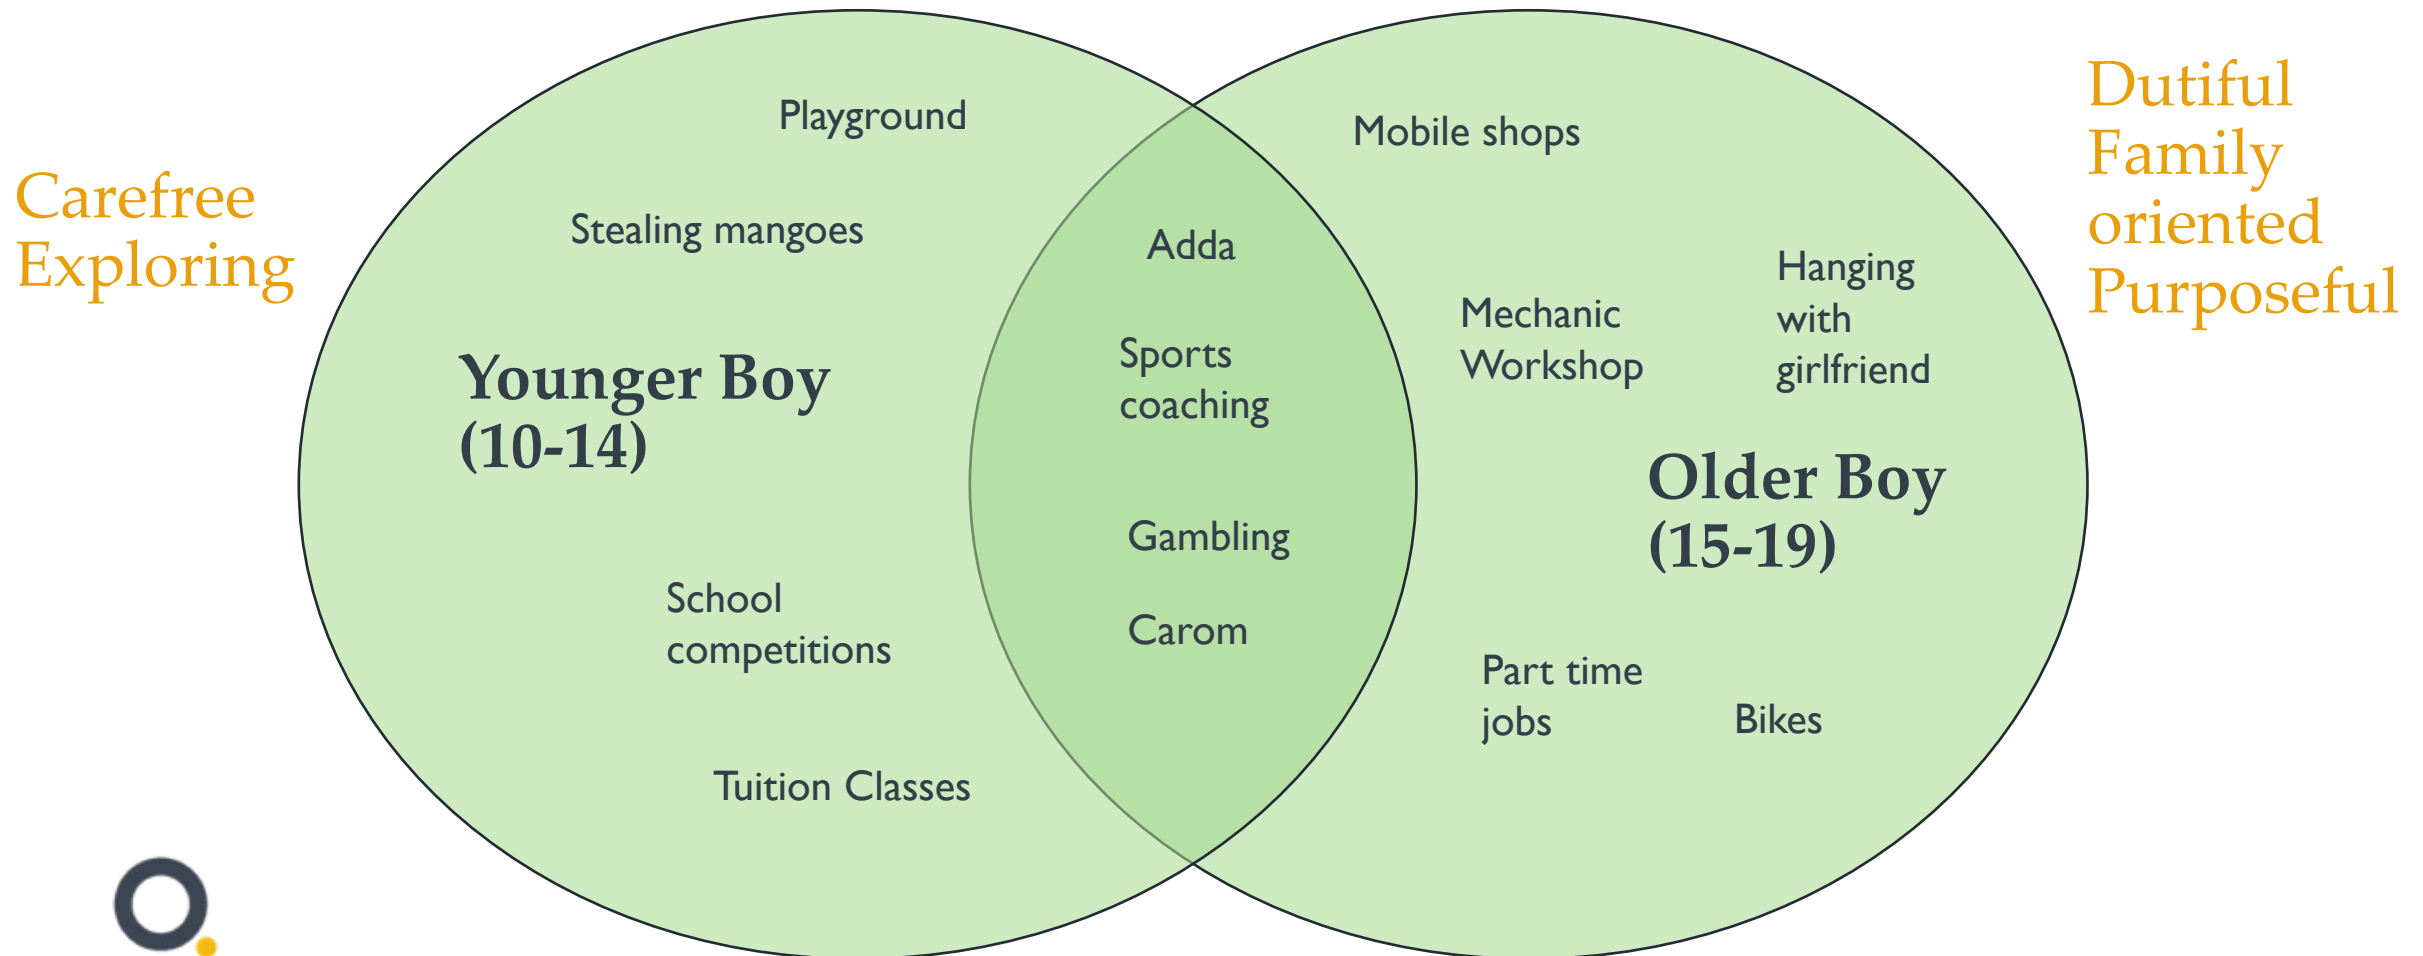 Carefree
Exploring
Playground
Stealing mangoes
Younger Boy
(10-14)
School
competitions
Tuition Classes
Adda
Sports
coaching
Gambling
Carom
Mobile shops
Mechanic
Workshop
Hanging
with
girlfriend
Older Boy
(15-19)
Part time
jobs
Bikes
Dutiful
Family
oriented
Purposeful